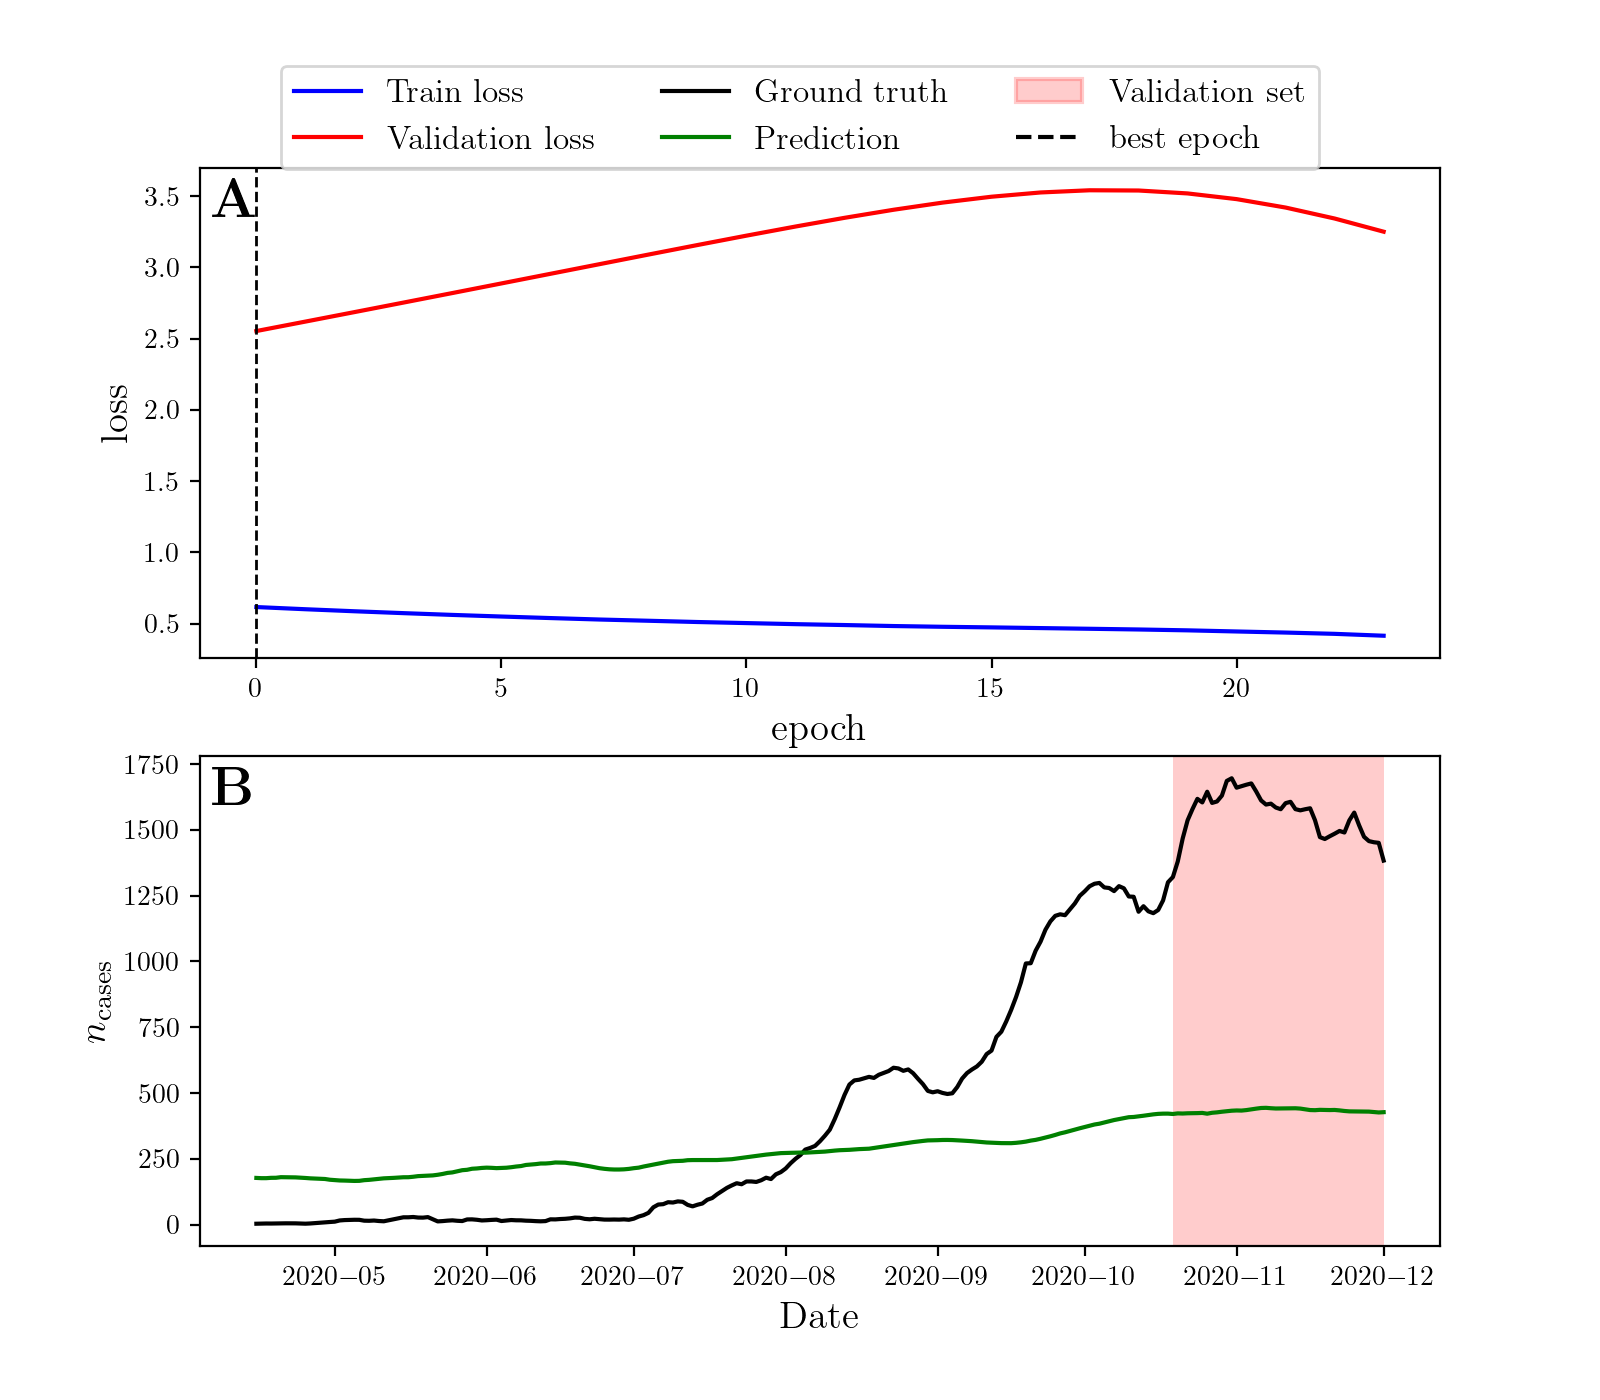 Train loss
Validation loss
Ground truth
Prediction
Validation set
best epoch
A
3.5
3.0
2.5
2.0
1.5
1.0
0.5
loss
0 5 10 15 20
epoch
B
1750
1500
1250
1000
750
500
250
0
n_cases
2020–05 2020–06 2020–07 2020–08 2020–09 2020–10 2020–11 2020–12
Date